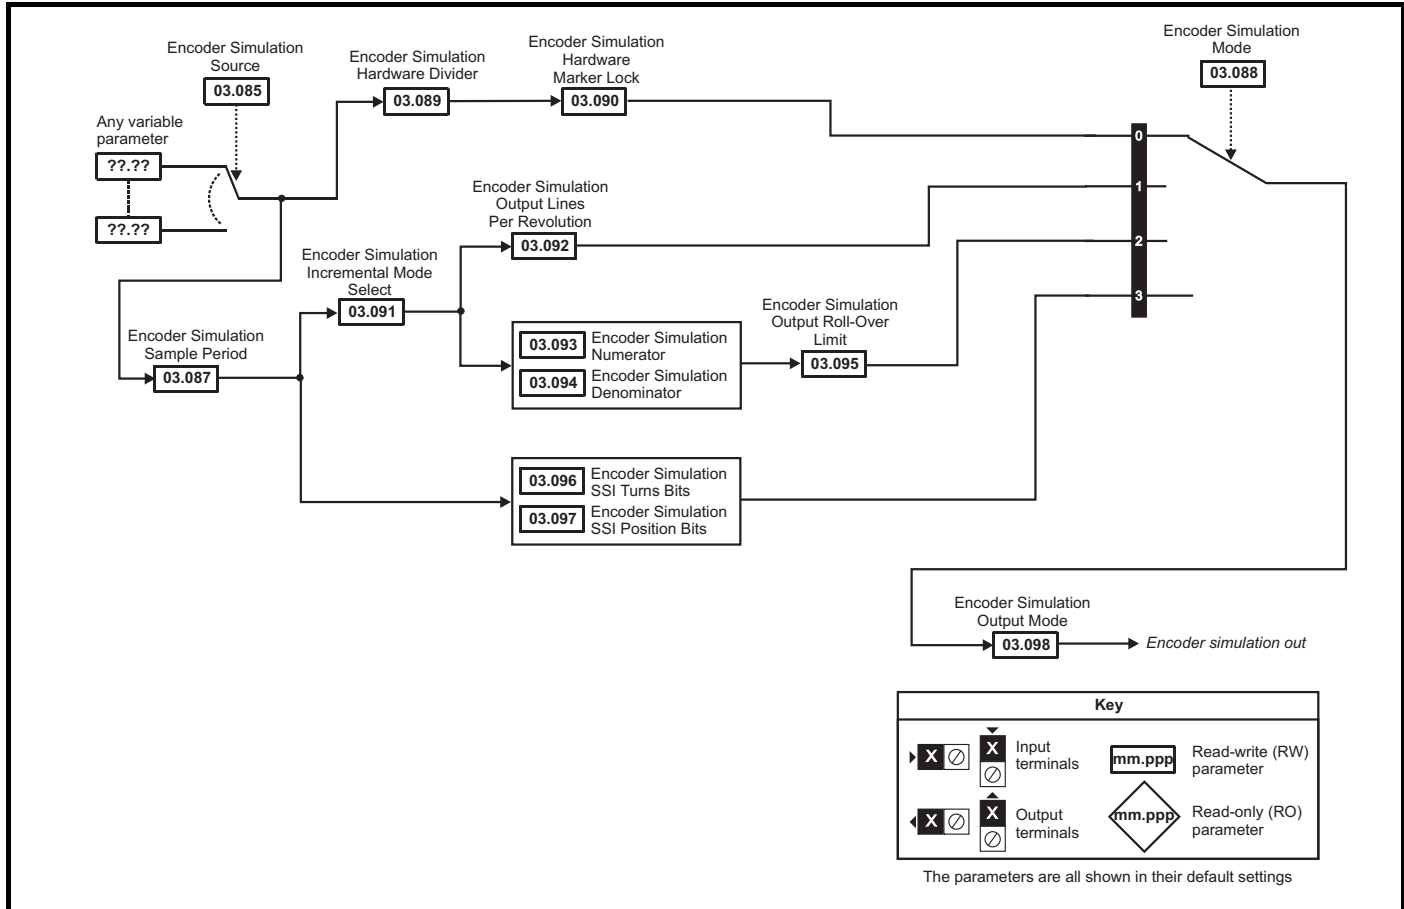 Encoder Simulation
Source
03.085
Any variable
parameter
??.??
??.??
Encoder Simulation
Hardware Divider
03.089
Encoder Simulation
Hardware
Marker Lock
03.090
Encoder Simulation
Mode
03.088
0
1
2
3
Encoder Simulation
Output Lines
Per Revolution
03.092
Encoder Simulation
Incremental Mode
Select
03.091
Encoder Simulation
Sample Period
03.087
03.093
Encoder Simulation
Numerator
03.094
Encoder Simulation
Denominator
Encoder Simulation
Output Roll-Over
Limit
03.095
03.096
Encoder Simulation
SSI Turns Bits
03.097
Encoder Simulation
SSI Position Bits
Encoder Simulation
Output Mode
03.098
Encoder simulation out
Key
X
X
Input
terminals
mm.ppp
Read-write (RW)
parameter
X
X
Output
terminals
mm.ppp
Read-only (RO)
parameter
The parameters are all shown in their default settings